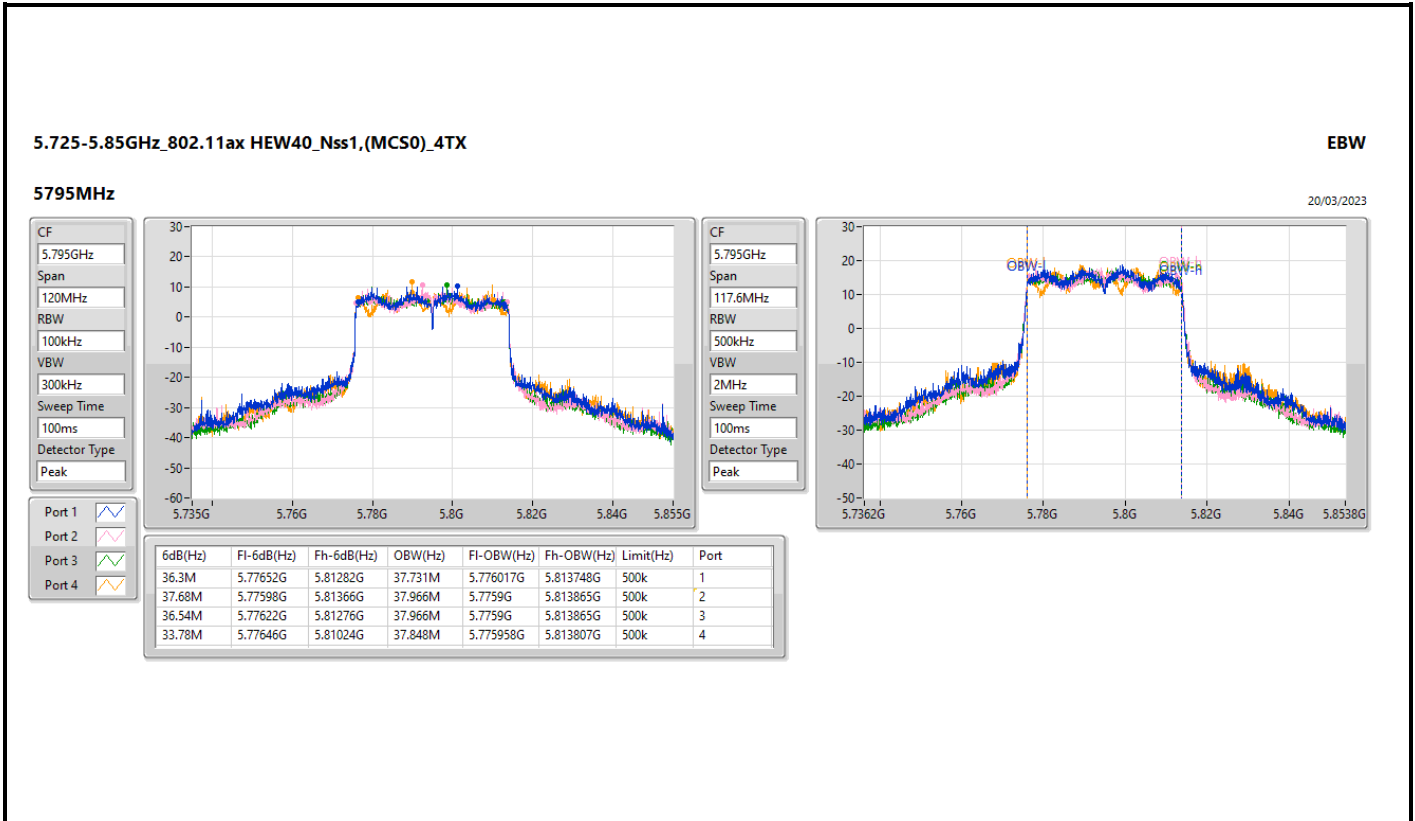 5.725-5.85GHz_802.11ax HEW40_Nss1,(MCS0)_4TX
EBW
5795MHz
20/03/2023
CF
5.795GHz
Span
120MHz
RBW
100kHz
VBW
300kHz
Sweep Time
100ms
Detector Type
Peak
30
20
10
0
-10
-20
-30
-40
-50
-60
5.735G 5.76G 5.78G 5.8G 5.82G 5.84G 5.855G
CF
5.795GHz
Span
117.6MHz
RBW
500kHz
VBW
2MHz
Sweep Time
100ms
Detector Type
Peak
30
20
10
0
-10
-20
-30
-40
-50
OBW-l OBW-h
5.7362G 5.76G 5.78G 5.8G 5.82G 5.84G 5.8538G
Port 1
Port 2
Port 3
Port 4
6dB(Hz) Fl-6dB(Hz) Fh-6dB(Hz) OBW(Hz) Fl-OBW(Hz) Fh-OBW(Hz) Limit(Hz) Port
36.3M 5.77652G 5.81282G 37.731M 5.776017G 5.813748G 500k 1
37.68M 5.77598G 5.81366G 37.966M 5.7759G 5.813865G 500k 2
36.54M 5.77622G 5.81276G 37.966M 5.7759G 5.813865G 500k 3
33.78M 5.77646G 5.81024G 37.848M 5.775958G 5.813807G 500k 4